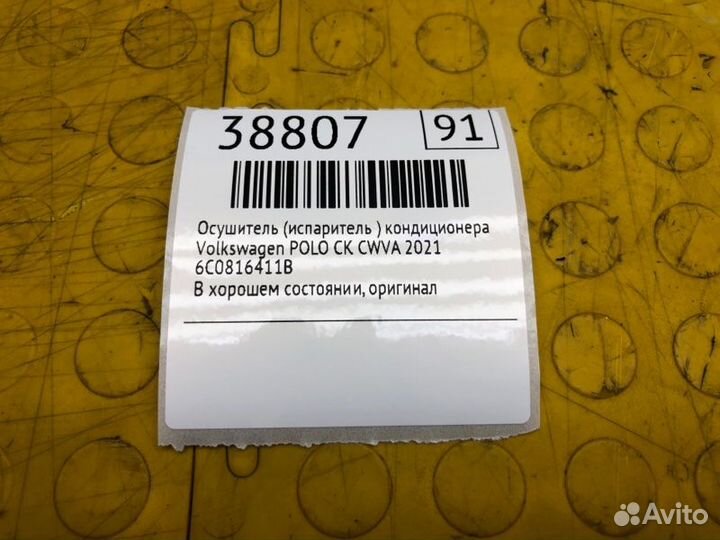 38807
91
Осушитель (испаритель ) кондиционера
Volkswagen POLO CK CWVA 2021
6C0816411B
В хорошем состоянии, оригинал
Avito